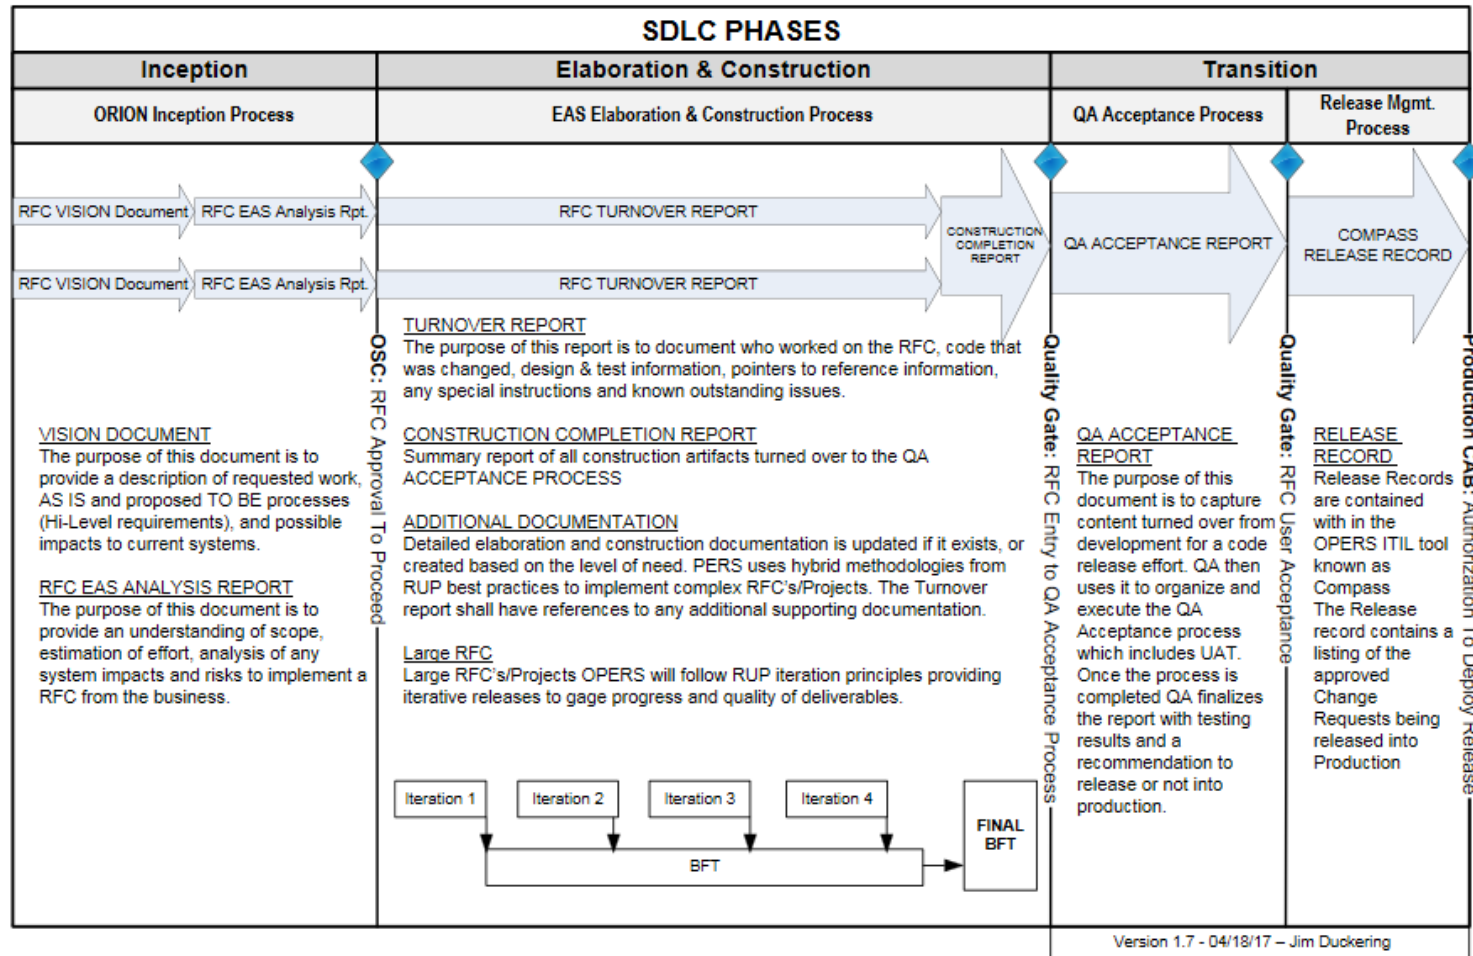 SDLC PHASES
Inception
Elaboration & Construction
Transition
ORION Inception Process
EAS Elaboration & Construction Process
QA Acceptance Process
Release Mgmt.
Process
RFC VISION Document
RFC EAS Analysis Rpt.
RFC TURNOVER REPORT
RFC VISION Document
RFC EAS Analysis Rpt.
RFC TURNOVER REPORT
CONSTRUCTION
COMPLETION
REPORT
QA ACCEPTANCE REPORT
COMPASS
RELEASE RECORD
VISION DOCUMENT
The purpose of this document is to
provide a description of requested work,
AS IS and proposed TO BE processes
(Hi-Level requirements), and possible
impacts to current systems.
RFC EAS ANALYSIS REPORT
The purpose of this document is to
provide an understanding of scope,
estimation of effort, analysis of any
system impacts and risks to implement a
RFC from the business.
OSC: RFC Approval To Proceed
TURNOVER REPORT
The purpose of this report is to document who worked on the RFC, code that
was changed, design & test information, pointers to reference information,
any special instructions and known outstanding issues.
CONSTRUCTION COMPLETION REPORT
Summary report of all construction artifacts turned over to the QA
ACCEPTANCE PROCESS
ADDITIONAL DOCUMENTATION
Detailed elaboration and construction documentation is updated if it exists, or
created based on the level of need. PERS uses hybrid methodologies from
RUP best practices to implement complex RFC's/Projects. The Turnover
report shall have references to any additional supporting documentation.
Large RFC
Large RFC's/Projects OPERS will follow RUP iteration principles providing
iterative releases to gage progress and quality of deliverables.
Iteration 1
Iteration 2
Iteration 3
Iteration 4
BFT
FINAL
BFT
Quality Gate: RFC Entry to QA Acceptance Process
QA ACCEPTANCE
REPORT
The purpose of this
document is to capture
content turned over from
development for a code
release effort. QA then
uses it to organize and
execute the QA
Acceptance process
which includes UAT.
Once the process is
completed QA finalizes
the report with testing
results and a
recommendation to
release or not into
production.
Quality Gate: RFC User Acceptance
RELEASE
RECORD
Release Records
are contained
with in the
OPERS ITIL tool
known as
Compass
The Release
record contains a
listing of the
approved
Change
Requests being
released into
Production
Production CAB: Authorization To Deploy Release
Version 1.7 - 04/18/17 – Jim Duckering